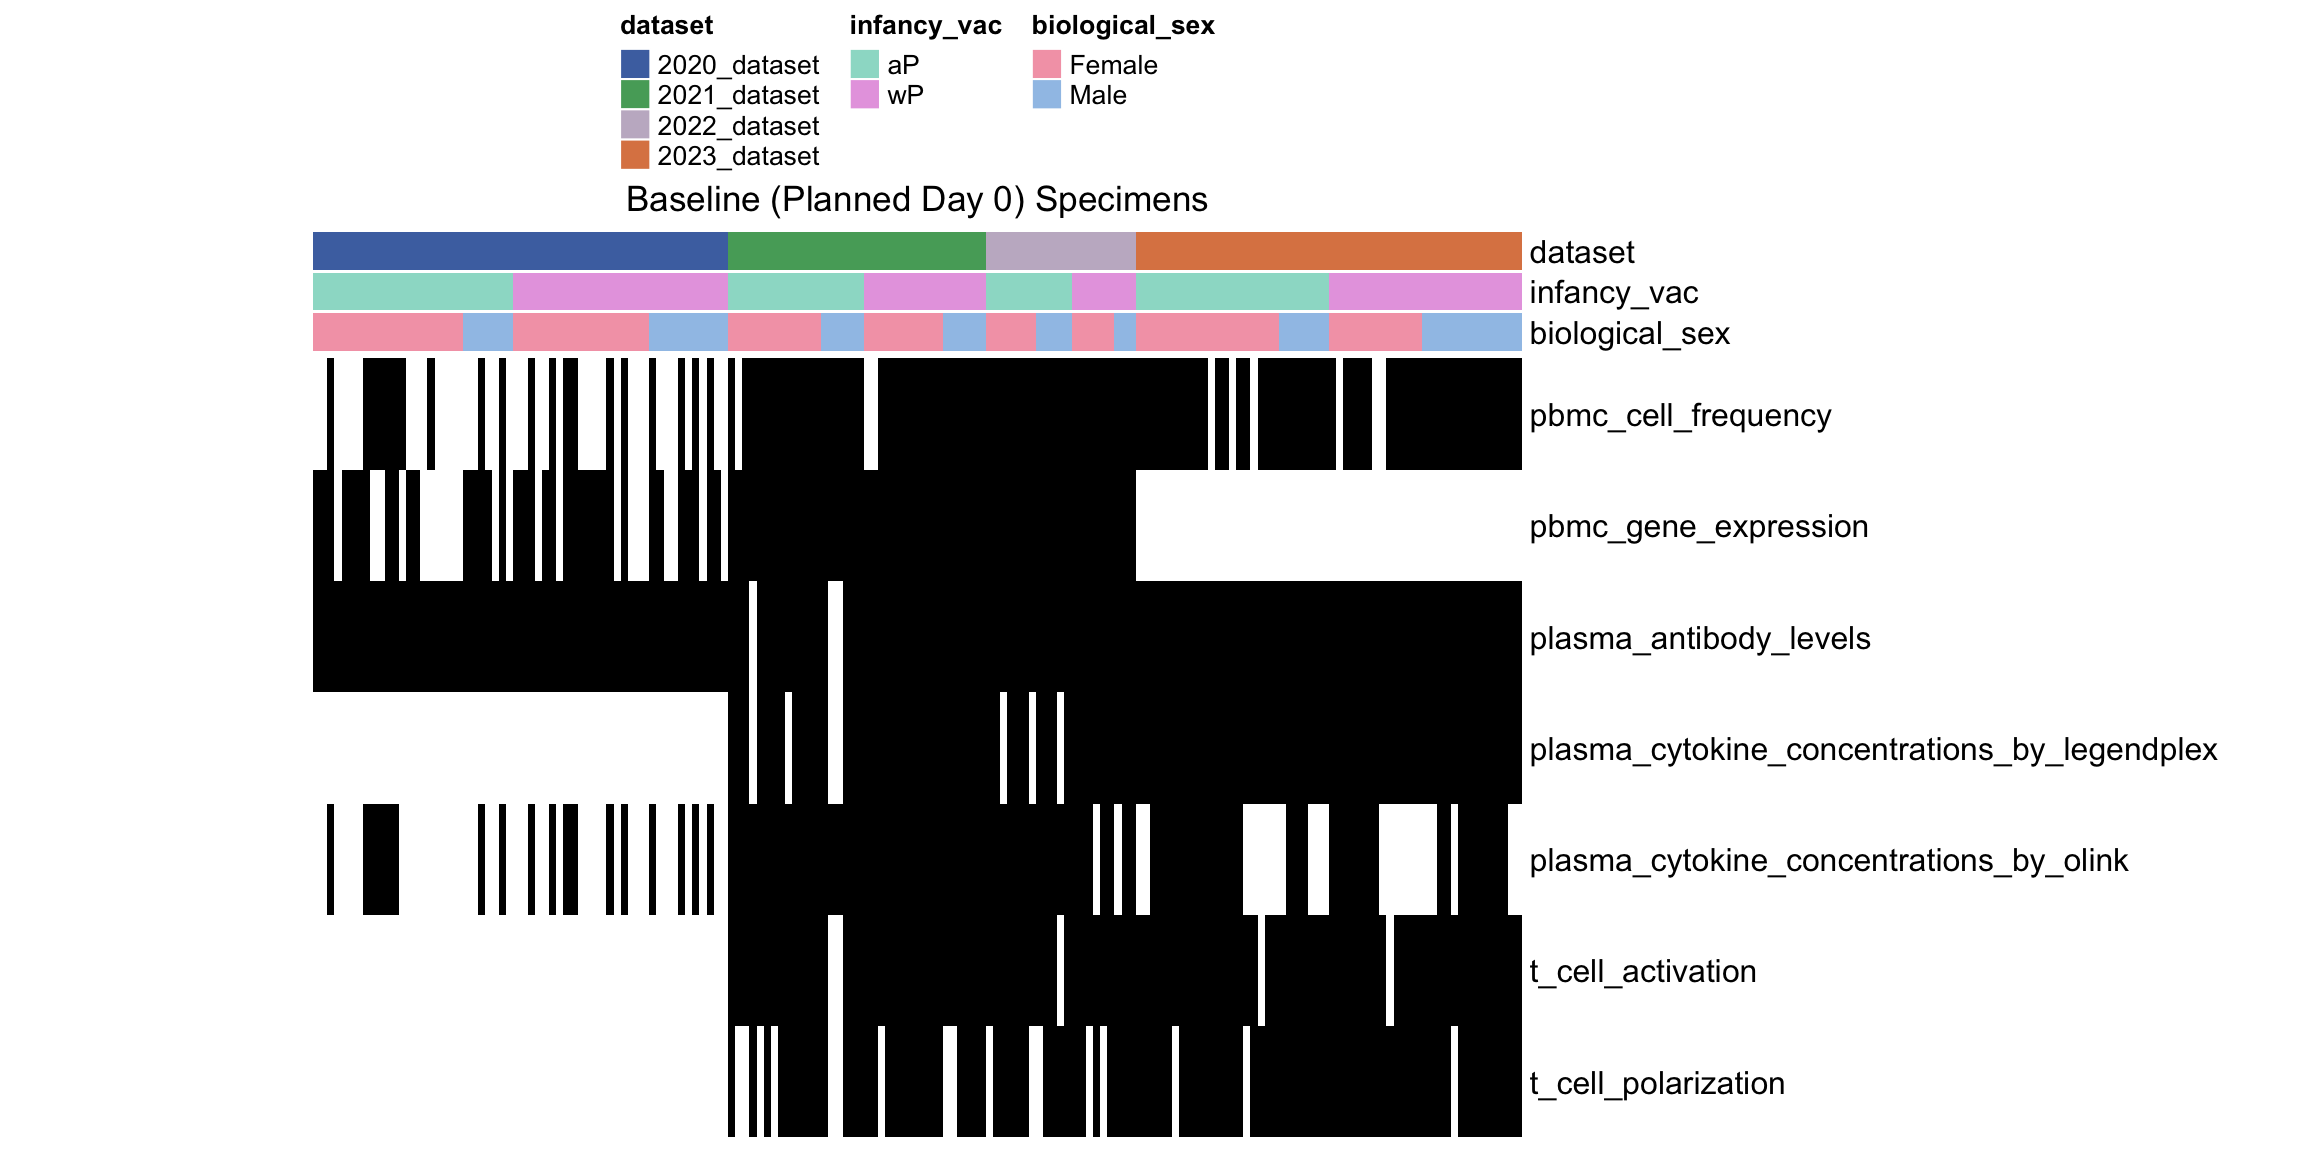 dataset infancy_vac biological_sex
2020_dataset aP Female
2021_dataset wP Male
2022_dataset
2023_dataset
Baseline (Planned Day 0) Specimens
dataset
infancy_vac
biological_sex
pbmc_cell_frequency
pbmc_gene_expression
plasma_antibody_levels
plasma_cytokine_concentrations_by_legendplex
plasma_cytokine_concentrations_by_olink
t_cell_activation
t_cell_polarization